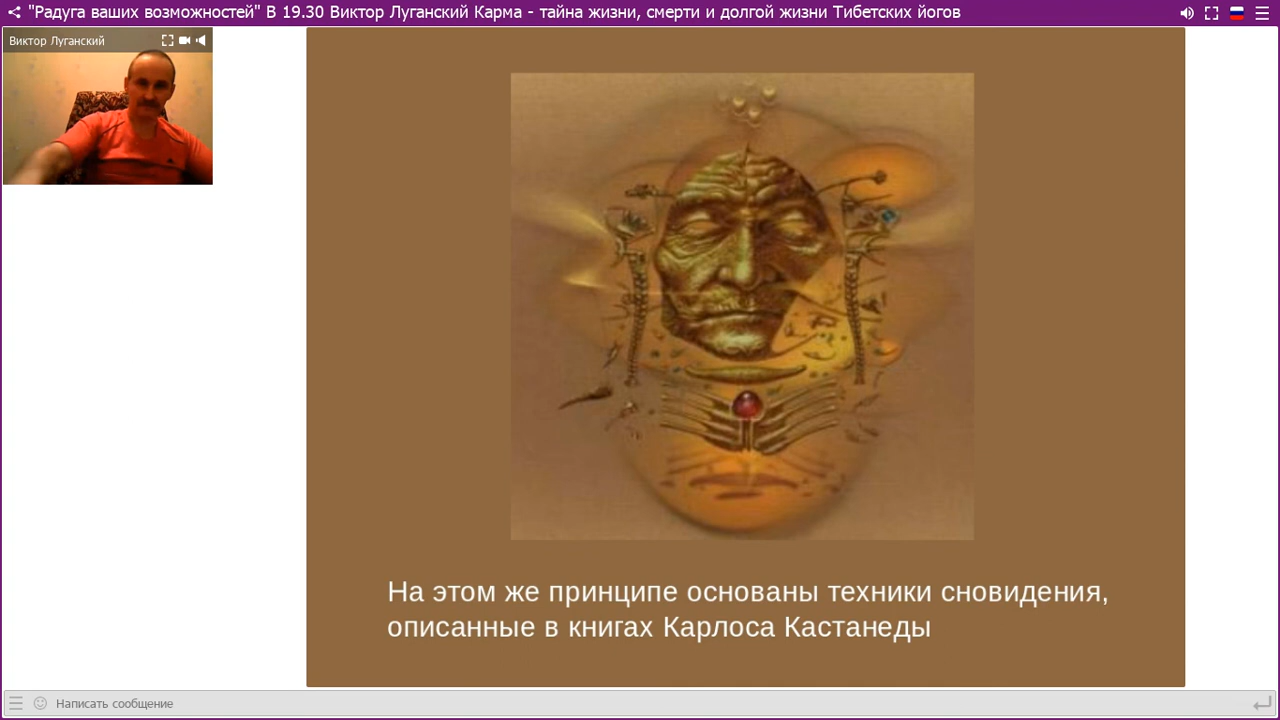 "Радуга ваших возможностей" В 19.30 Виктор Луганский Карма - тайна жизни, смерти и долгой жизни Тибетских йогов
Виктор Луганский
На этом же принципе основаны техники сновидения,
описанные в книгах Карлоса Кастанеды
Написать сообщение